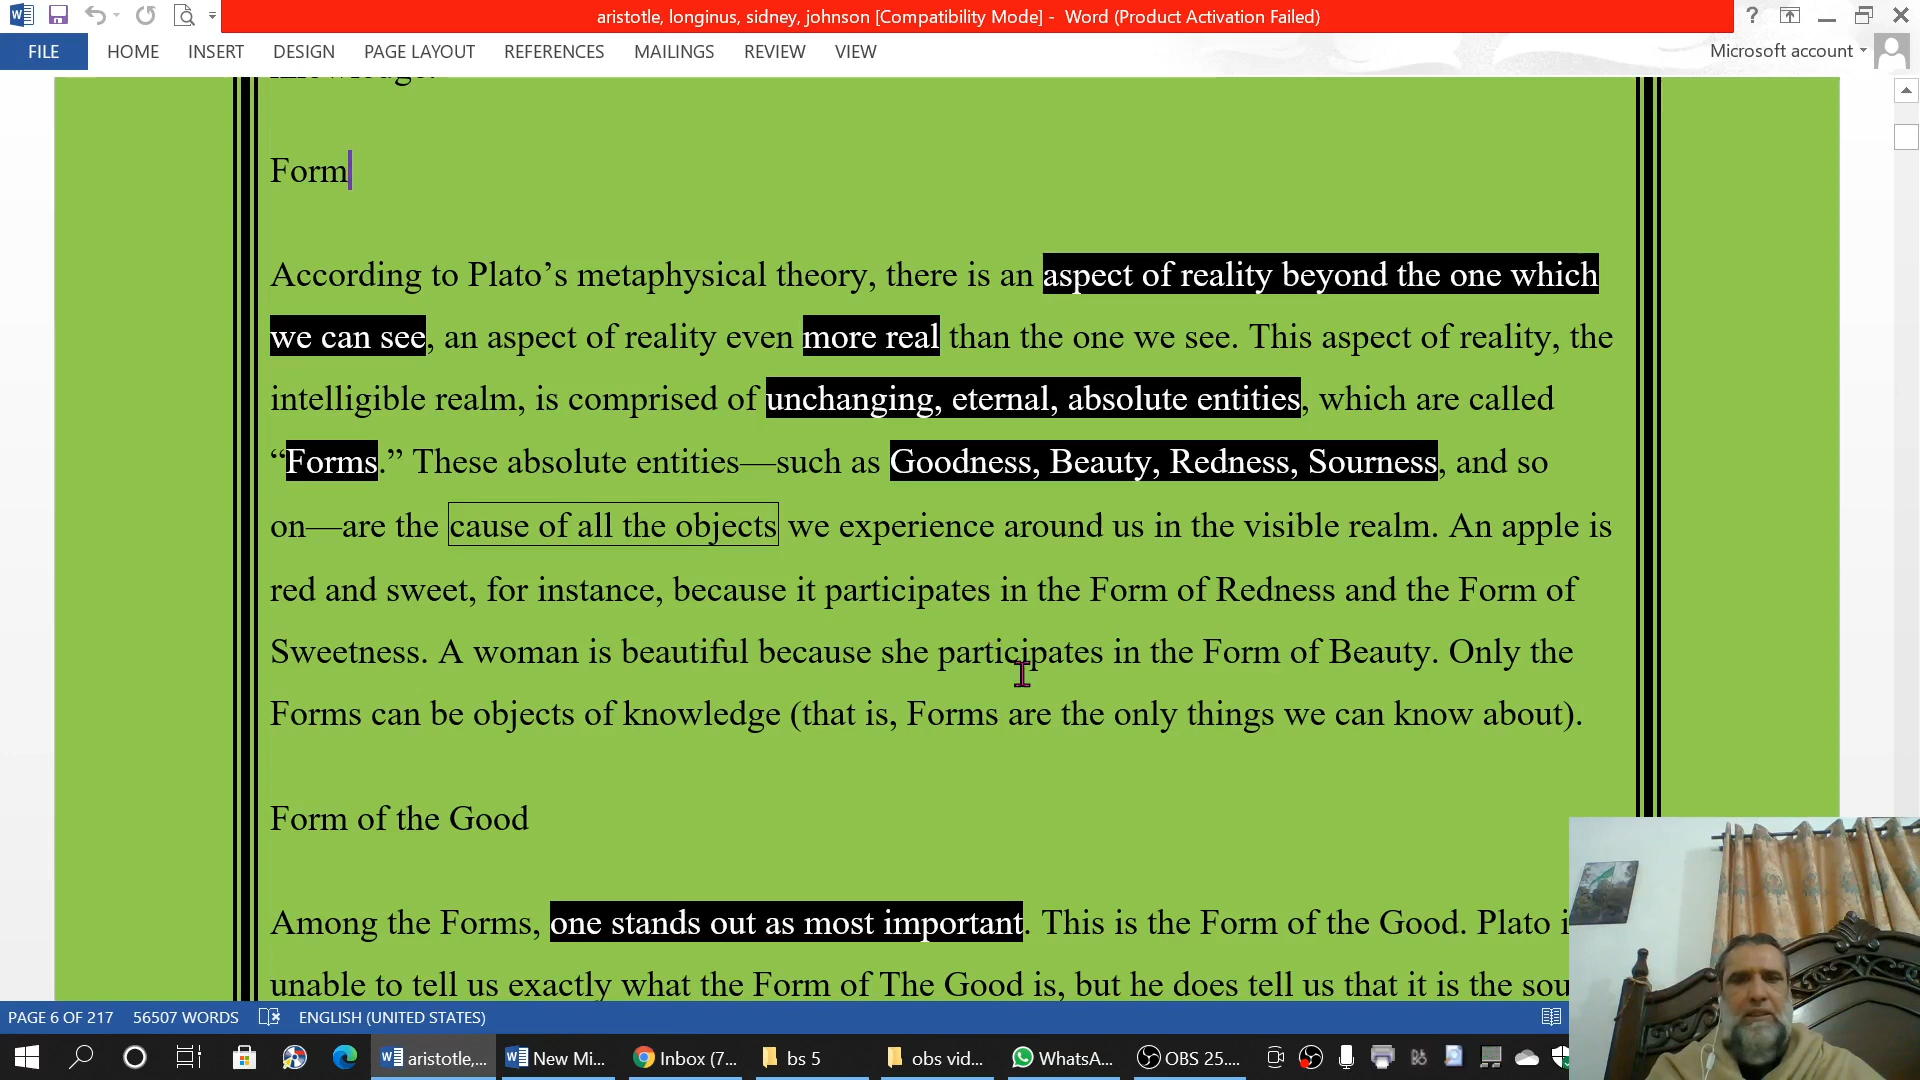 aristotle, longinus, sidney, johnson [Compatibility Mode] - Word (Product Activation Failed)
?
FILE HOME INSERT DESIGN PAGE LAYOUT REFERENCES MAILINGS REVIEW VIEW
Microsoft account
Form
According to Plato’s metaphysical theory, there is an aspect of reality beyond the one which
we can see, an aspect of reality even more real than the one we see. This aspect of reality, the
intelligible realm, is comprised of unchanging, eternal, absolute entities, which are called
“Forms.” These absolute entities—such as Goodness, Beauty, Redness, Sourness, and so
on—are the cause of all the objects we experience around us in the visible realm. An apple is
red and sweet, for instance, because it participates in the Form of Redness and the Form of
Sweetness. A woman is beautiful because she participates in the Form of Beauty. Only the
Forms can be objects of knowledge (that is, Forms are the only things we can know about).
Form of the Good
Among the Forms, one stands out as most important. This is the Form of the Good. Plato
unable to tell us exactly what the Form of The Good is, but he does tell us that it is the
PAGE 6 OF 217 56507 WORDS ENGLISH (UNITED STATES)
aristotle,... New Mi... Inbox (7... bs 5 obs vid... WhatsA... OBS 25....